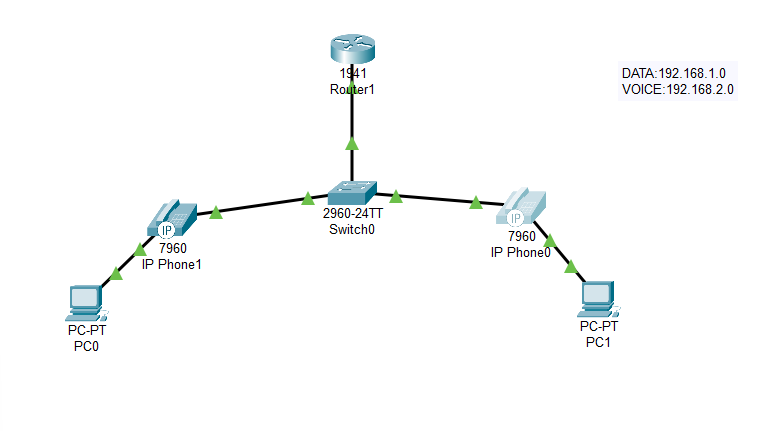 1941
Router1
DATA:192.168.1.0
VOICE:192.168.2.0
2960-24TT
Switch0
IP
7960
IP Phone1
IP
7960
IP Phone0
PC-PT
PC0
PC-PT
PC1